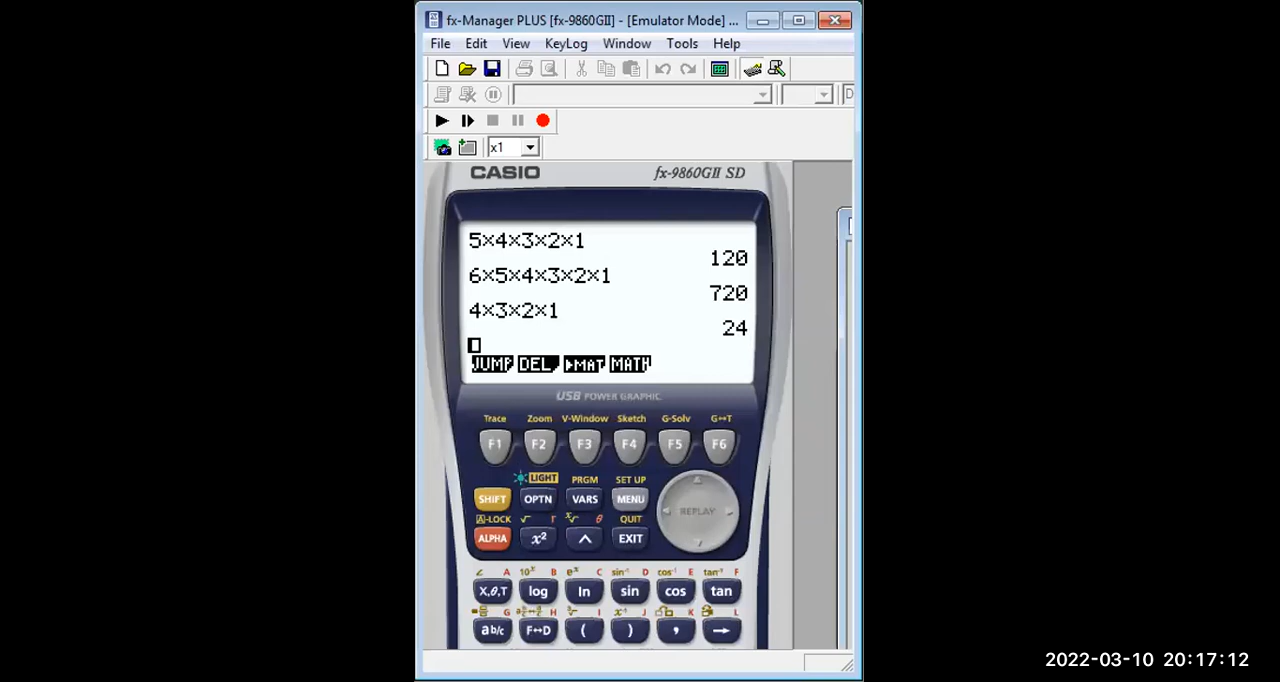 fx-Manager PLUS [fx-9860GII] - [Emulator Mode] ...
File Edit View KeyLog Window Tools Help
D
x1
CASIO fx-9860GII SD
5×4×3×2×1
120
6×5×4×3×2×1
720
4×3×2×1
24
JUMP DEL ►MAT MATH
USB POWER GRAPHIC
Trace Zoom V-Window Sketch G-Solv G↔T
F1 F2 F3 F4 F5 F6
LIGHT PRGM SET UP
SHIFT OPTN VARS MENU
REPLAY
A-LOCK √ r ˣ√ θ QUIT
ALPHA x² ^ EXIT
∠ A 10ˣ B eˣ C sin⁻¹ D cos⁻¹ E tan⁻¹ F
X,θ,T log ln sin cos tan
G H ³√ I x⁻¹ J K L
a b/c F↔D ( ) , →
2022-03-10 20:17:12